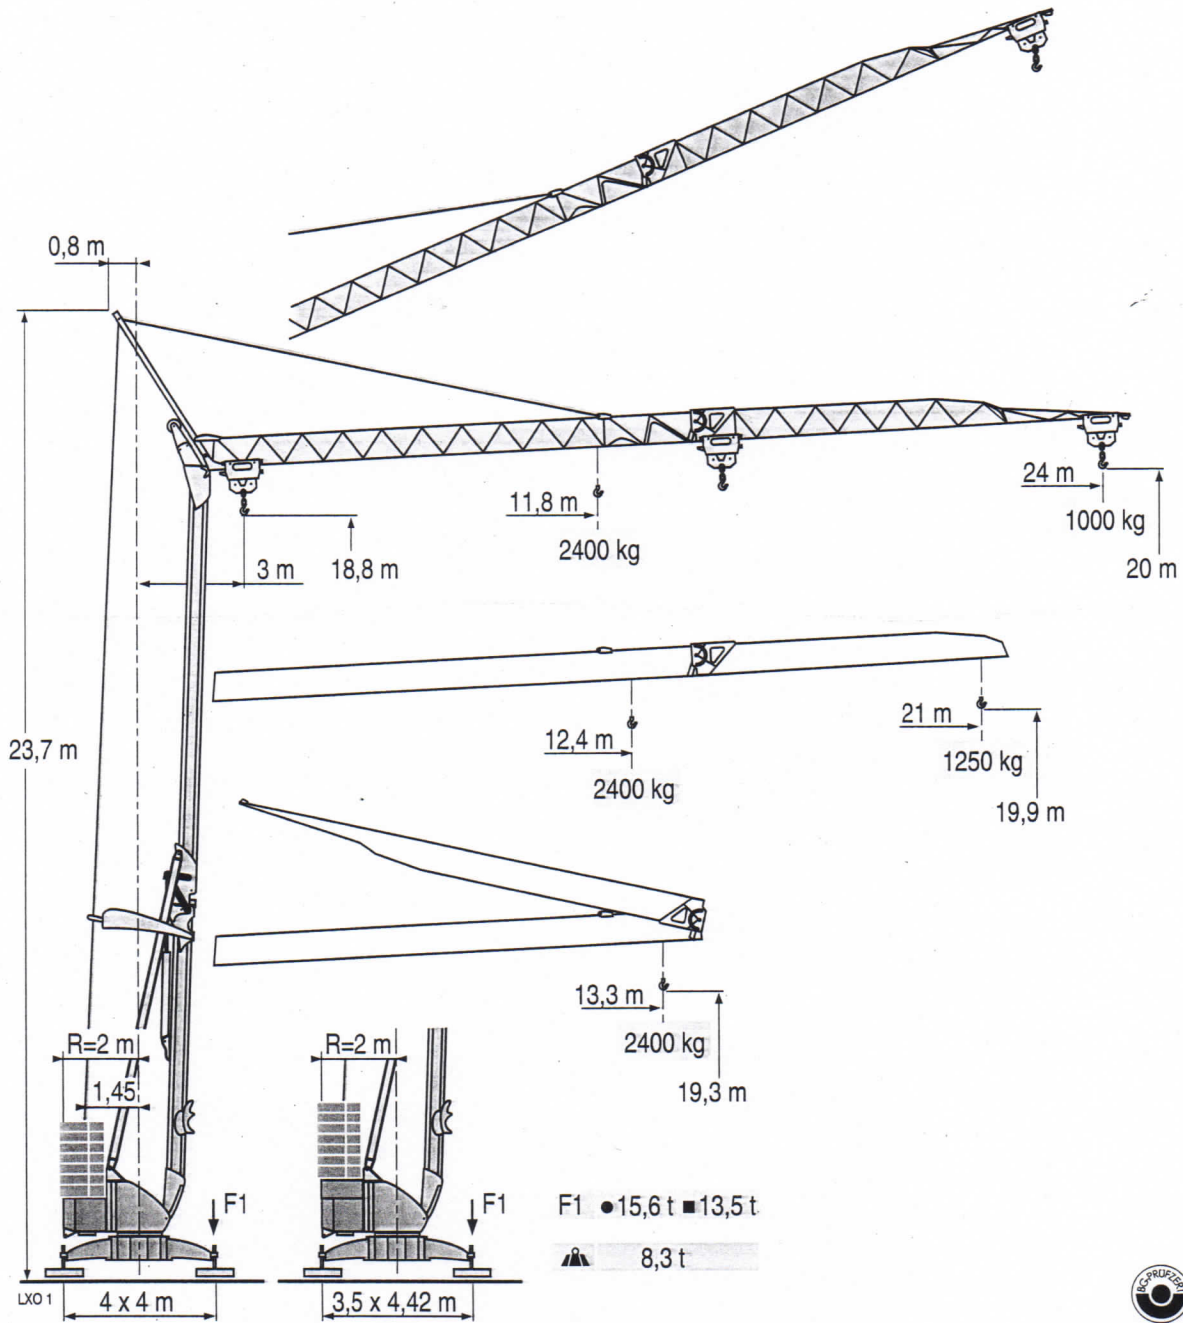 0,8 m
24 m
11,8 m
1000 kg
2400 kg
3 m
18,8 m
20 m
23,7 m
21 m
12,4 m
1250 kg
2400 kg
19,9 m
13,3 m
2400 kg
R=2 m
R=2 m
1,45
19,3 m
F1
F1
F1 ●15,6 t ■13,5 t
8,3 t
LXO 1
4 x 4 m
3,5 x 4,42 m
BG-PRÜFZERT